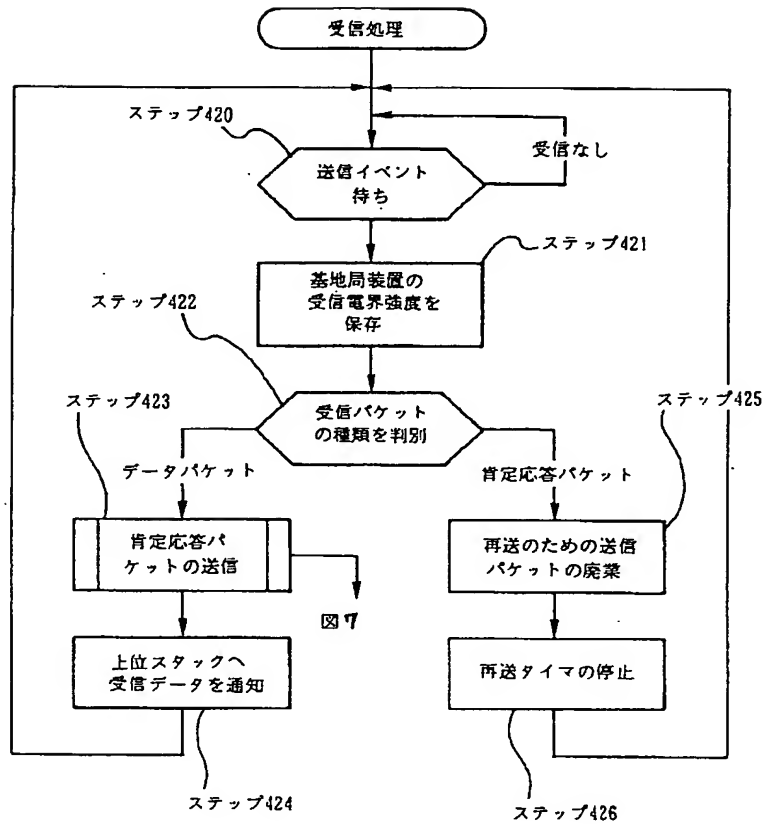 受信処理
ステップ420
受信なし
送信イベント
待ち
ステップ421
基地局装置の
受信電界強度を
保存
ステップ422
受信パケット
の種類を判別
ステップ423
ステップ425
データパケット
肯定応答パケット
肯定応答パ
ケットの送信
再送のための送信
パケットの廃業
図7
上位スタックへ
受信データを通知
再送タイマの停止
ステップ424
ステップ426